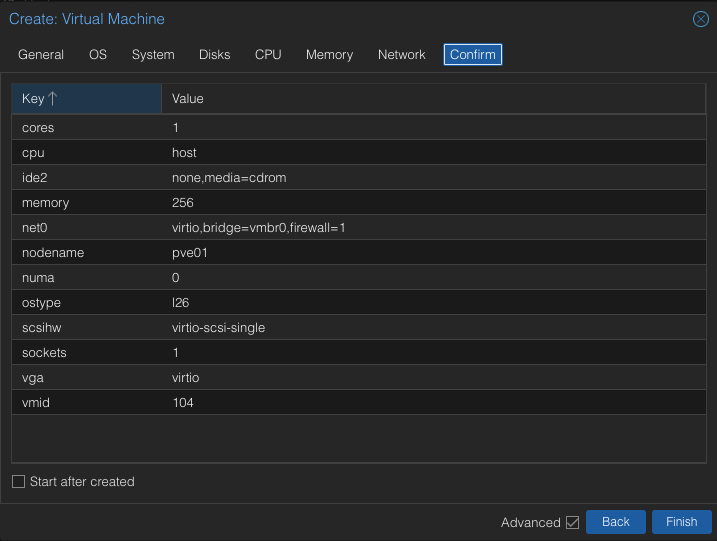 Create: Virtual Machine
General OS System Disks CPU Memory Network Confirm
Key Value
cores 1
cpu host
ide2 none,media=cdrom
memory 256
net0 virtio,bridge=vmbr0,firewall=1
nodename pve01
numa 0
ostype l26
scsihw virtio-scsi-single
sockets 1
vga virtio
vmid 104
Start after created
Advanced Back Finish